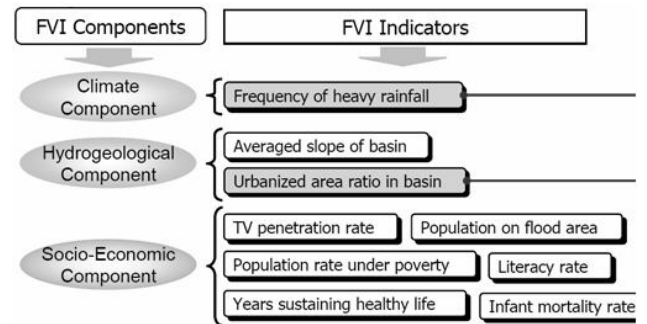 FVI Components
FVI Indicators
Climate
Component
Frequency of heavy rainfall
Hydrogeological
Component
Averaged slope of basin
Urbanized area ratio in basin
Socio-Economic
Component
TV penetration rate
Population on flood area
Population rate under poverty
Literacy rate
Years sustaining healthy life
Infant mortality rate